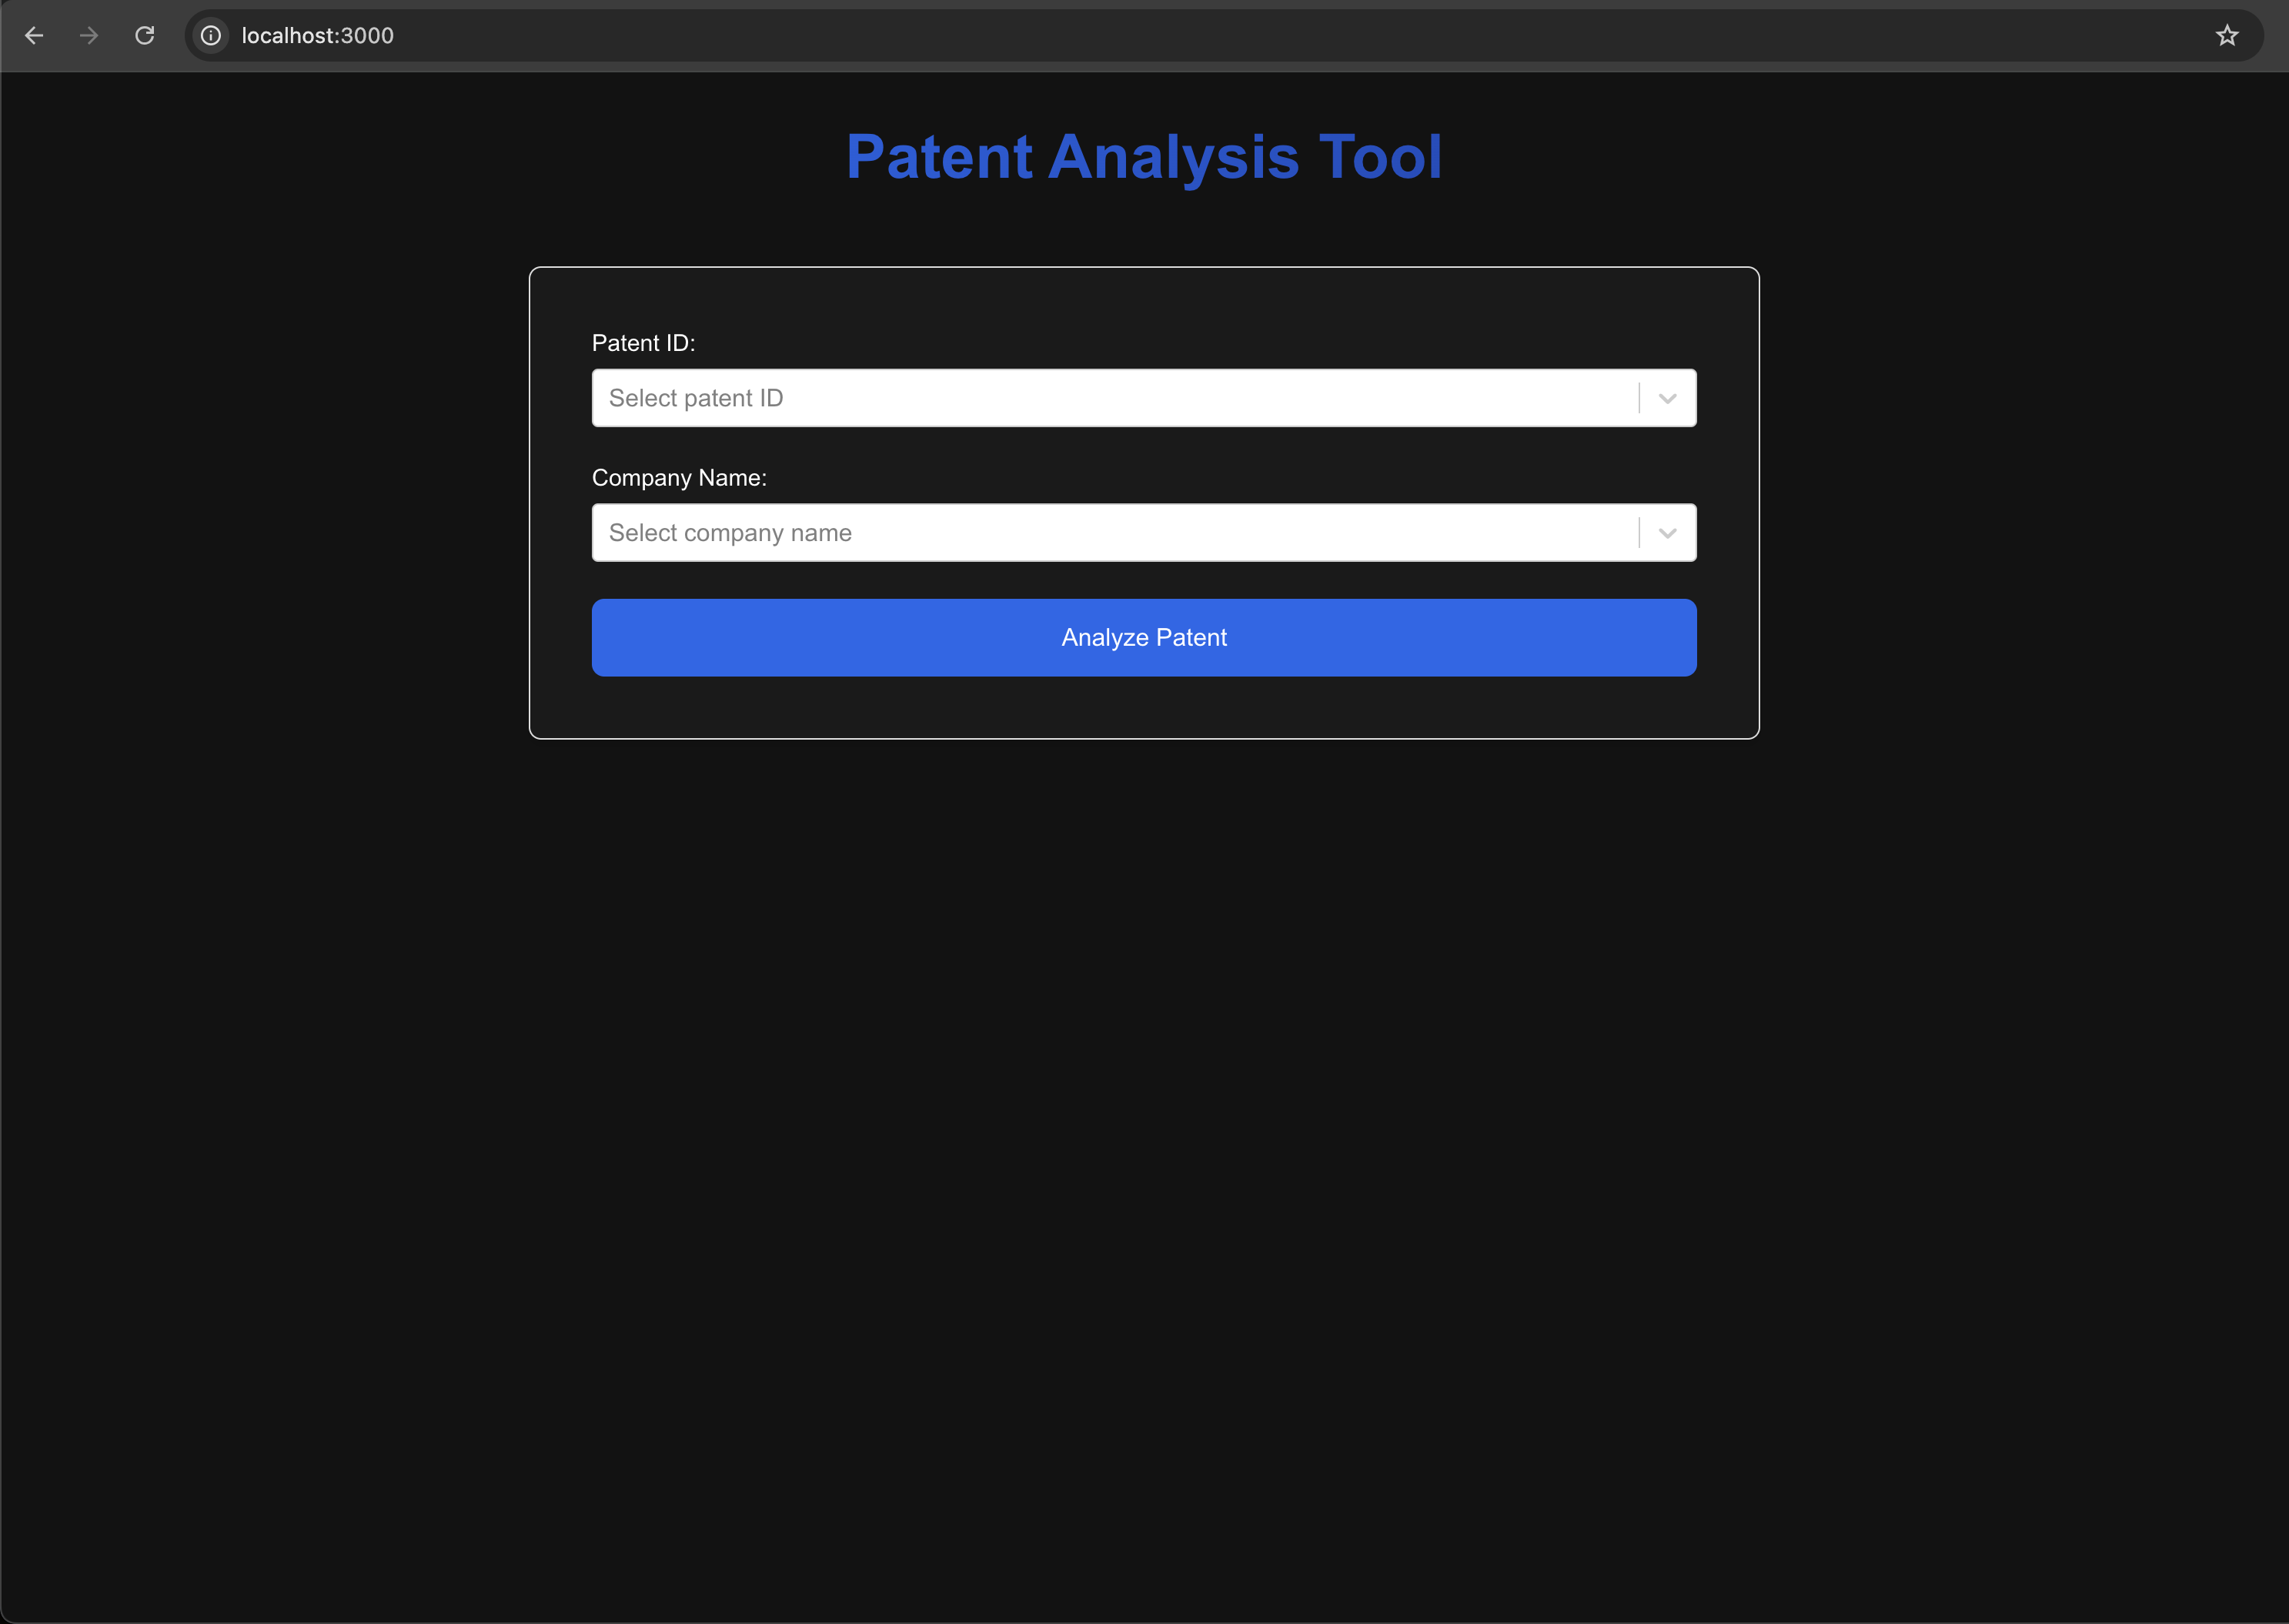 localhost:3000
Patent Analysis Tool
Patent ID:
Select patent ID
Company Name:
Select company name
Analyze Patent